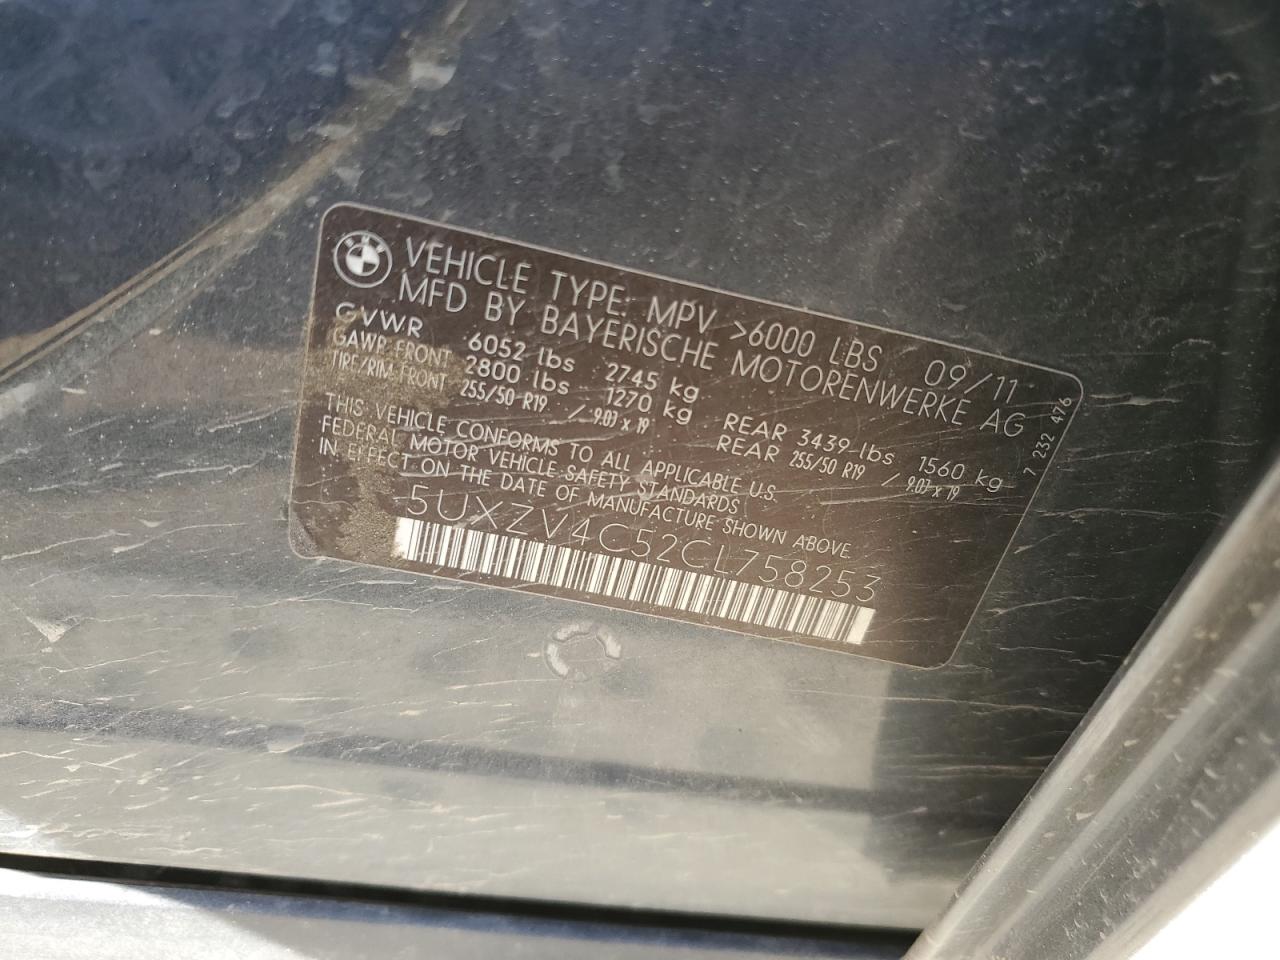 VEHICLE TYPE: MPV >6000 LBS 09/11
MFD BY BAYERISCHE MOTORENWERKE AG
GVWR 6052 lbs 2745 kg
GAWR FRONT 2800 lbs 1270 kg REAR 3439 lbs 1560 kg
TIRE/RIM FRONT 255/50 R19 / 9.0J x 19 REAR 255/50 R19 / 9.0J x 19
THIS VEHICLE CONFORMS TO ALL APPLICABLE U.S.
FEDERAL MOTOR VEHICLE SAFETY STANDARDS
IN EFFECT ON THE DATE OF MANUFACTURE SHOWN ABOVE
5UXZV4C52CL758253
7 232 476